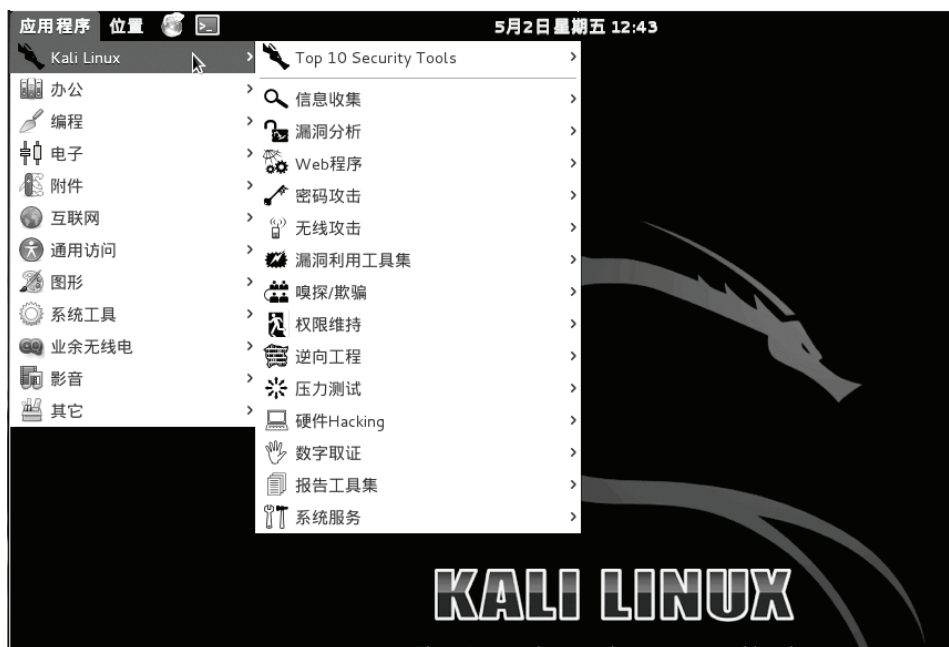 应用程序 位置 5月2日星期五 12:43
Kali Linux
办公
编程
电子
附件
互联网
通用访问
图形
系统工具
业余无线电
影音
其它
Top 10 Security Tools
信息收集
漏洞分析
Web程序
密码攻击
无线攻击
漏洞利用工具集
嗅探/欺骗
权限维持
逆向工程
压力测试
硬件Hacking
数字取证
报告工具集
系统服务
KALI LINUX